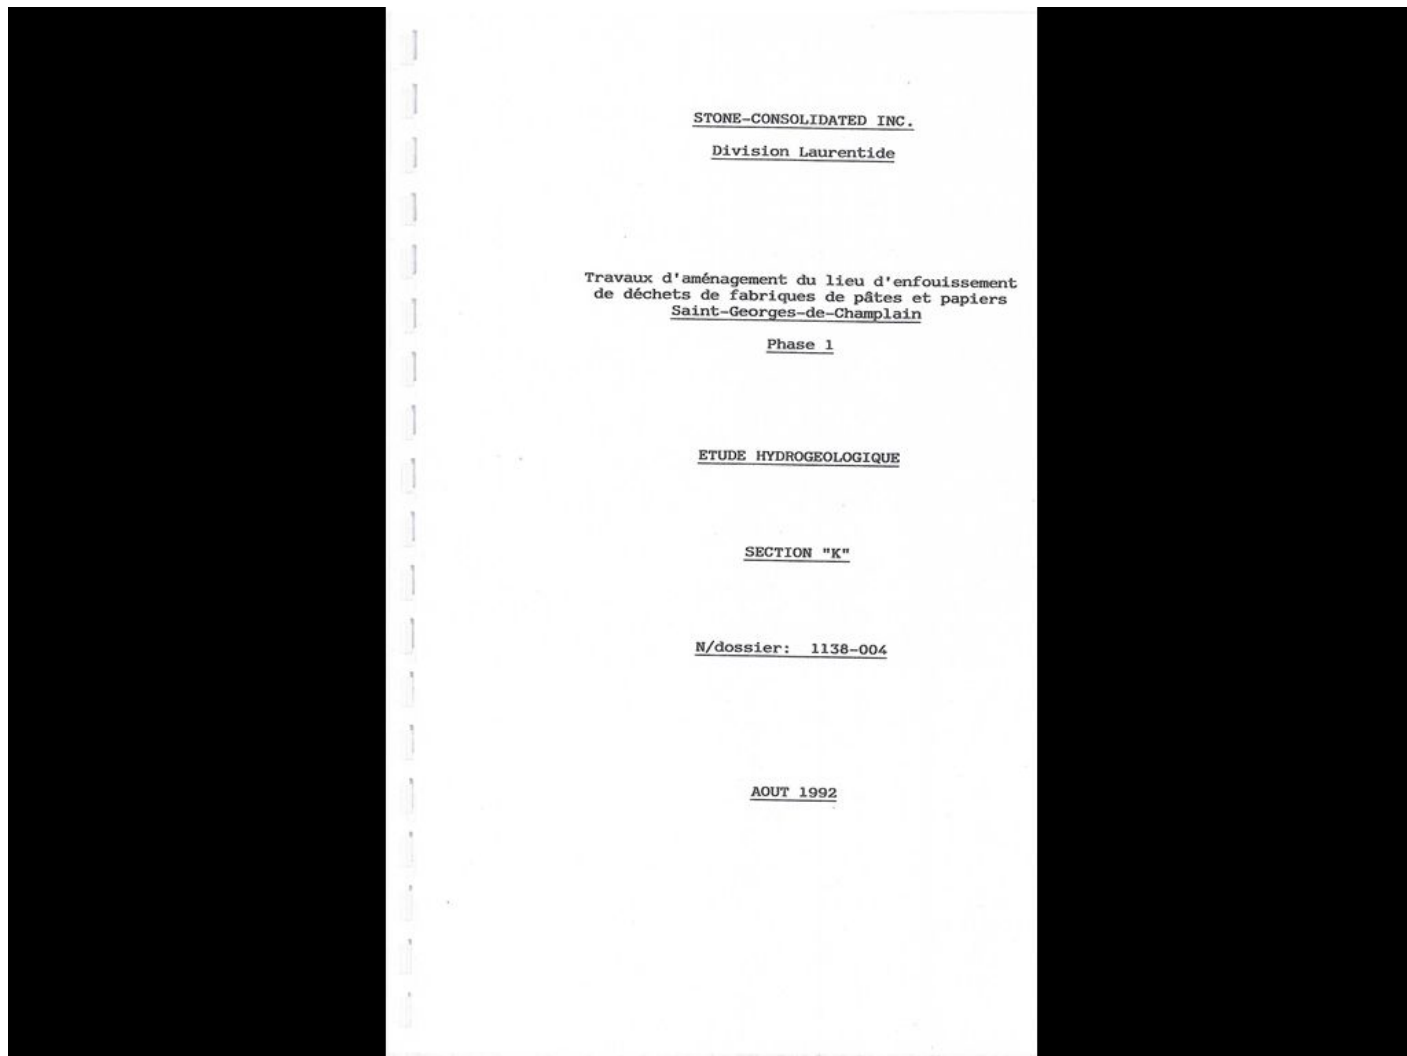 STONE-CONSOLIDATED INC.
Division Laurentide
Travaux d'aménagement du lieu d'enfouissement
de déchets de fabriques de pâtes et papiers
Saint-Georges-de-Champlain
Phase 1
ETUDE HYDROGEOLOGIQUE
SECTION "K"
N/dossier: 1138-004
AOUT 1992